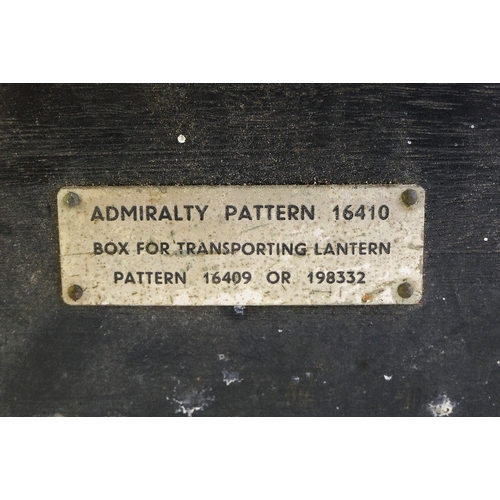 ADMIRALTY PATTERN 16410
BOX FOR TRANSPORTING LANTERN
PATTERN 16409 OR 198332